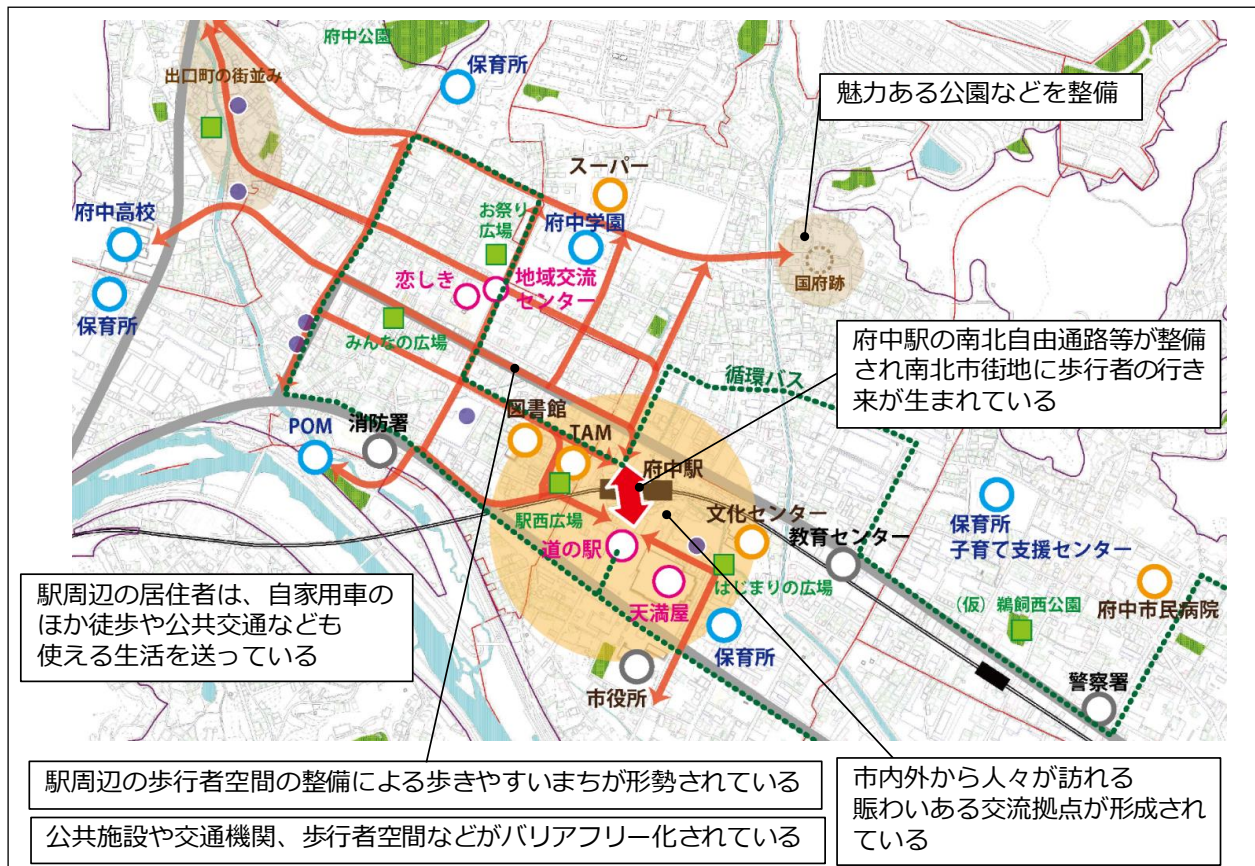 府中公園
保育所
出口町の街並み
魅力ある公園などを整備
スーパー
府中高校
お祭り
広場
府中学園
恋しき
地域交流
センター
国府跡
保育所
みんなの広場
府中駅の南北自由通路等が整備
され南北市街地に歩行者の行き
来が生まれている
循環バス
図書館
POM
消防署
TAM
府中駅
文化センター
駅西広場
教育センター
保育所
子育て支援センター
道の駅
はじまりの広場
駅周辺の居住者は、自家用車の
ほか徒歩や公共交通なども
使える生活を送っている
天満屋
（仮）鵜飼西公園
府中市民病院
保育所
市役所
警察署
駅周辺の歩行者空間の整備による歩きやすいまちが形勢されている
公共施設や交通機関、歩行者空間などがバリアフリー化されている
市内外から人々が訪れる
賑わいある交流拠点が形成され
ている